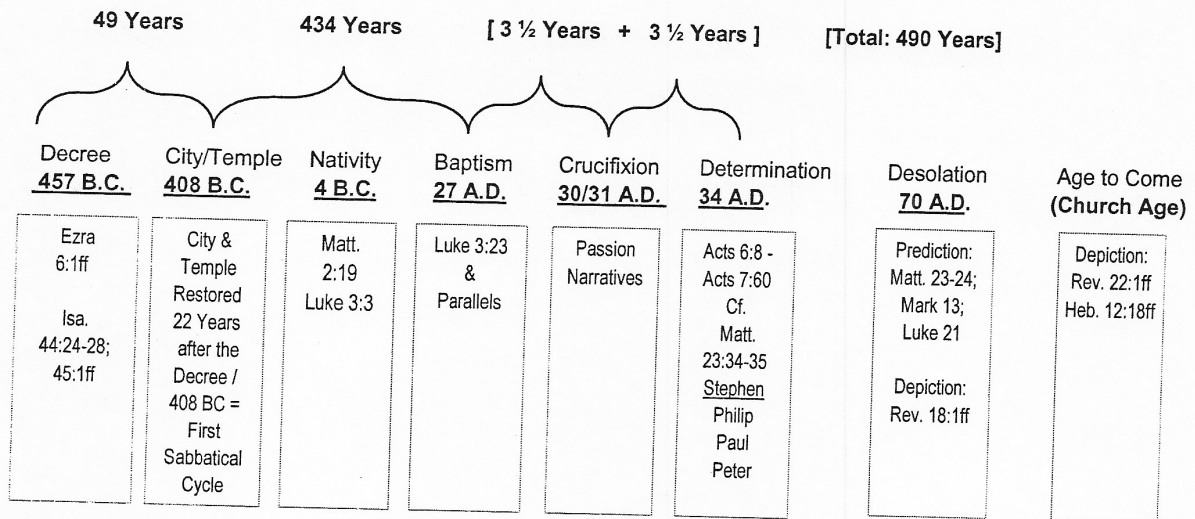 49 Years
434 Years
[ 3 ½ Years + 3 ½ Years ]
[Total: 490 Years]
Decree
457 B.C.
City/Temple
408 B.C.
Nativity
4 B.C.
Baptism
27 A.D.
Crucifixion
30/31 A.D.
Determination
34 A.D.
Desolation
70 A.D.
Age to Come
(Church Age)
Ezra
6:1ff
Isa.
44:24-28;
45:1ff
City &
Temple
Restored
22 Years
after the
Decree /
408 BC =
First
Sabbatical
Cycle
Matt.
2:19
Luke 3:3
Luke 3:23
&
Parallels
Passion
Narratives
Acts 6:8 -
Acts 7:60
Cf.
Matt.
23:34-35
Stephen
Philip
Paul
Peter
Prediction:
Matt. 23-24;
Mark 13;
Luke 21
Depiction:
Rev. 18:1ff
Depiction:
Rev. 22:1ff
Heb. 12:18ff